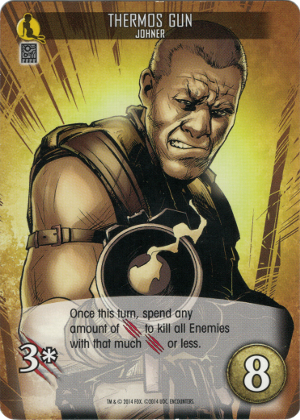 THERMOS GUN
JOHNER
Once this turn, spend any
amount of to kill all Enemies
with that much or less.
3*
8
TM & © 2014 FOX. ©2014 UDC. ENCOUNTERS.